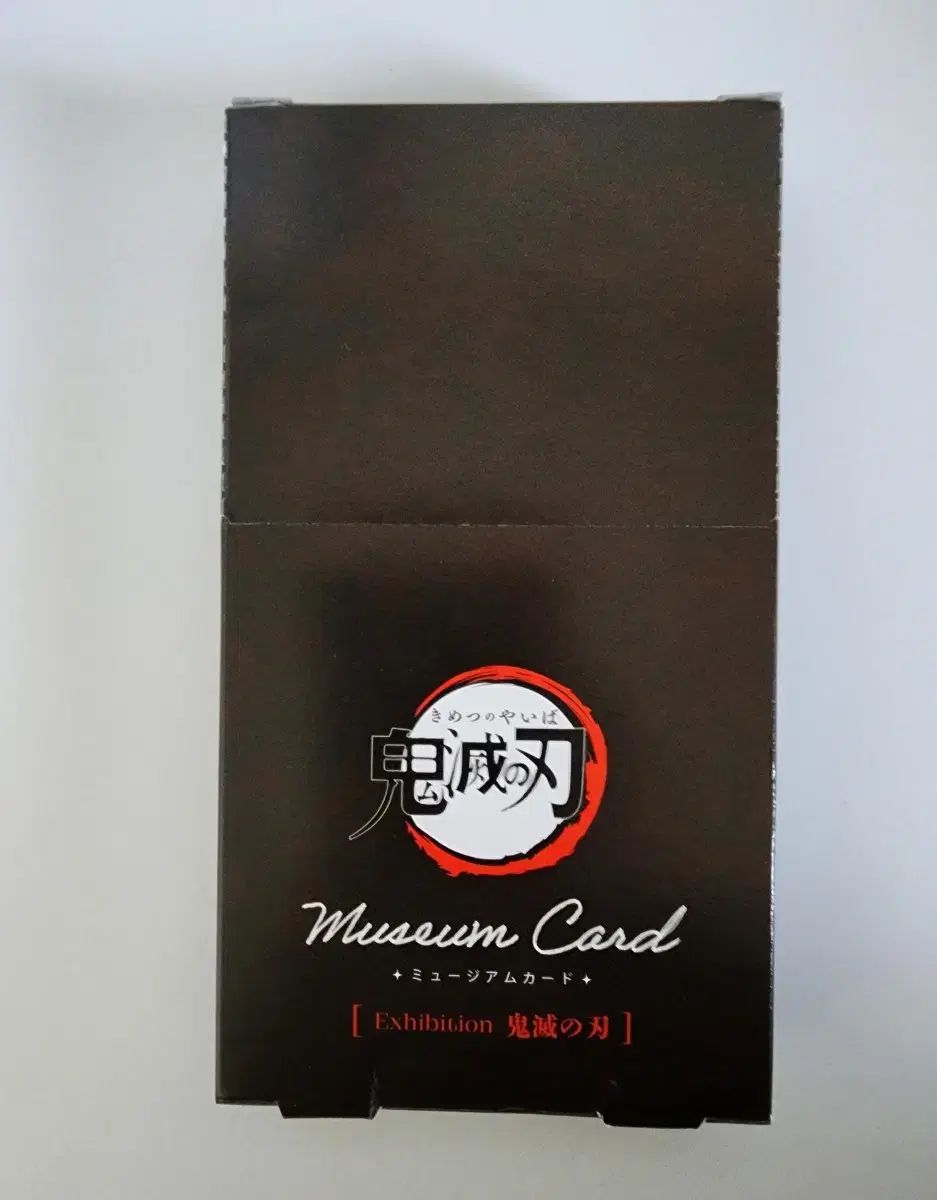 きめつのやいば
鬼滅の刃
Museum Card
✦ミュージアムカード✦
[ Exhibition 鬼滅の刃 ]